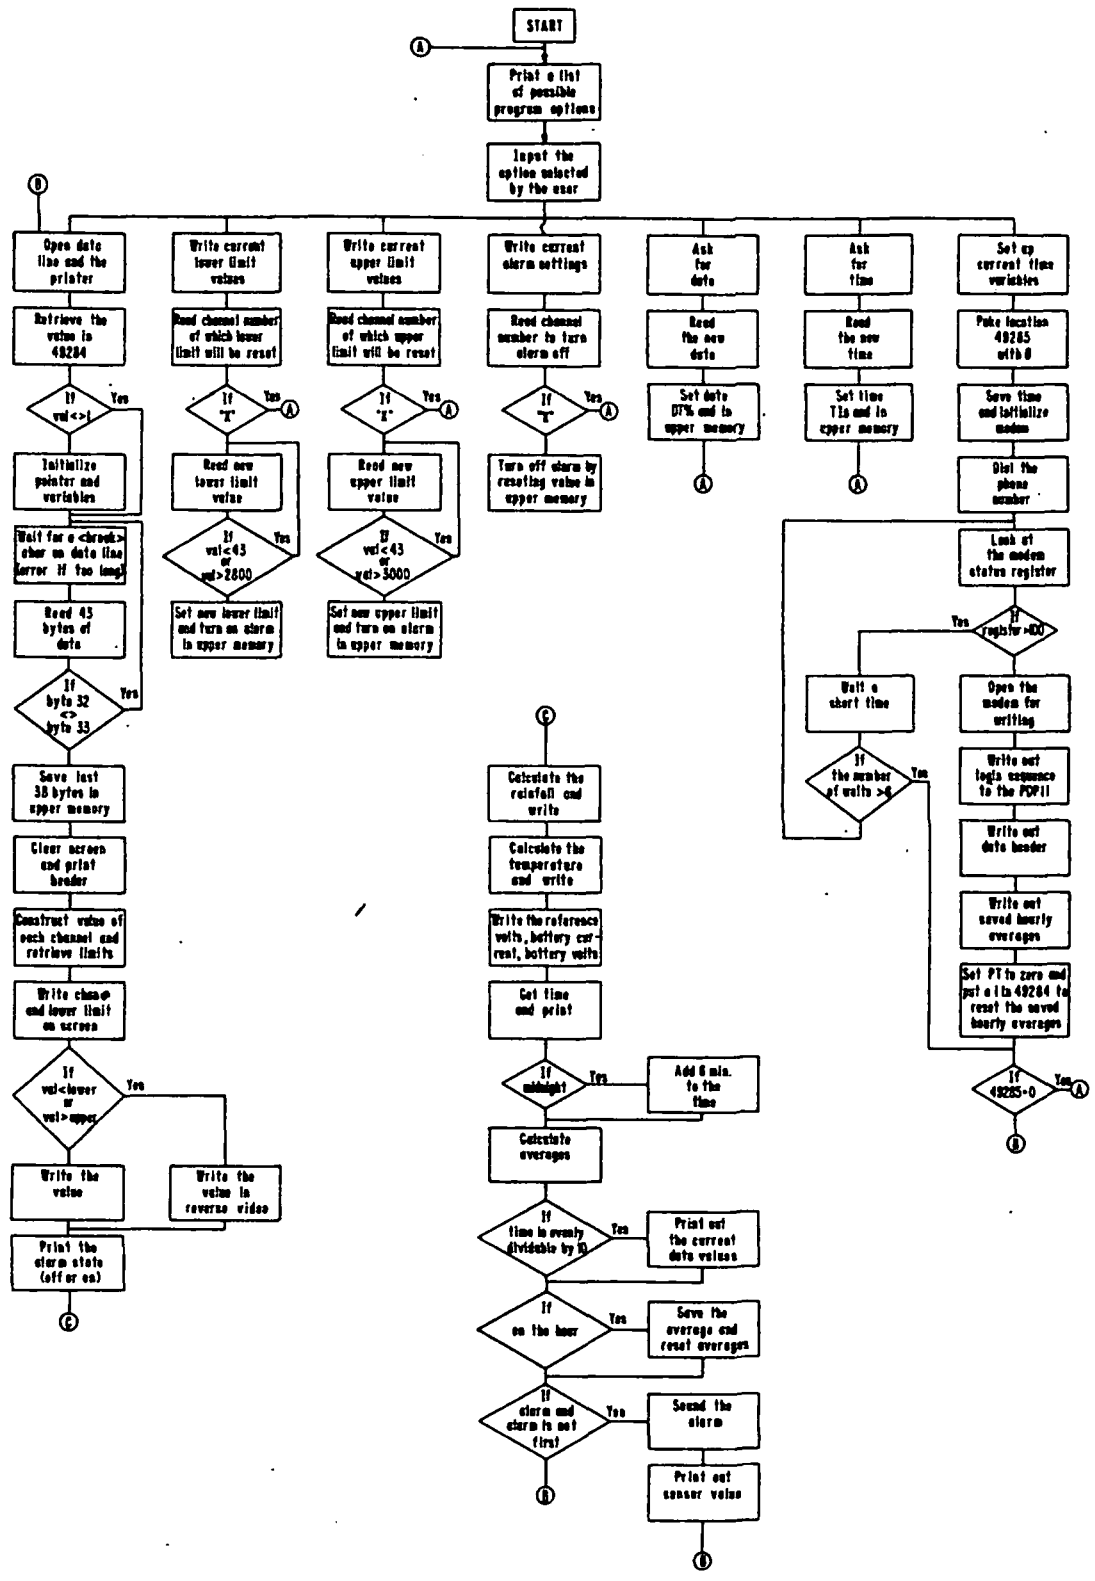 START
A
Print a list
of possible
program options
Input the
option selected
by the user
B
Open data
line and the
printer
Retrieve the
value in
49284
If
val<>1
Yes
Initialize
pointer and
variables
Wait for a <break>
char on data line
(error if too long)
Read 43
bytes of
data
If
byte 32
<>
byte 33
Yes
Save last
38 bytes in
upper memory
Clear screen
and print
header
Construct value of
each channel and
retrieve limits
Write chan#
and lower limit
on screen
If
val<lower
or
val>upper
Yes
Write the
value
Write the
value in
reverse video
Print the
alarm state
(off or on)
C
Write current
lower limit
values
Read channel number
of which lower
limit will be reset
If
"X"
Yes
A
Read new
lower limit
value
If
val<43
or
val>2800
Yes
Set new lower limit
and turn on alarm
in upper memory
Write current
upper limit
values
Read channel number
of which upper
limit will be reset
If
"X"
Yes
A
Read new
upper limit
value
If
val<43
or
val>3000
Yes
Set new upper limit
and turn on alarm
in upper memory
Write current
alarm settings
Read channel
number to turn
alarm off
If
"X"
Yes
A
Turn off alarm by
resetting value in
upper memory
Ask
for
date
Read
the new
date
Set date
DT% and in
upper memory
A
Ask
for
time
Read
the new
time
Set time
TIs and in
upper memory
A
Set up
current time
variables
Poke location
49285
with 0
Save time
and initialize
modem
Dial the
phone
number
Look at
the modem
status register
If
register>100
Yes
Wait a
short time
If
the number
of waits >6
Yes
Open the
modem for
writing
Write out
login sequence
to the PDP11
Write out
data header
Write out
saved hourly
averages
Set PT to zero and
put a 1 in 49284 to
reset the saved
hourly averages
If
49285=0
Yes
A
B
C
Calculate the
rainfall and
write
Calculate the
temperature
and write
Write the reference
volts, battery cur-
rent, battery volts
Get time
and print
If
midnight
Yes
Add 6 min.
to the
time
Calculate
averages
If
time is evenly
dividable by 10
Yes
Print out
the current
data values
If
on the hour
Yes
Save the
average and
reset averages
If
alarm and
alarm is not
first
Yes
Sound the
alarm
Print out
sensor value
B
B